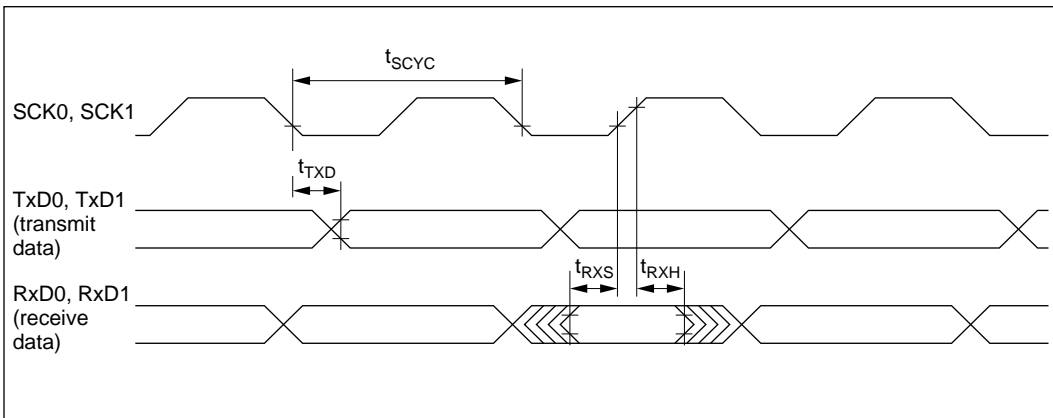 tSCYC
SCK0, SCK1
tTXD
TxD0, TxD1
(transmit
data)
tRXS
tRXH
RxD0, RxD1
(receive
data)